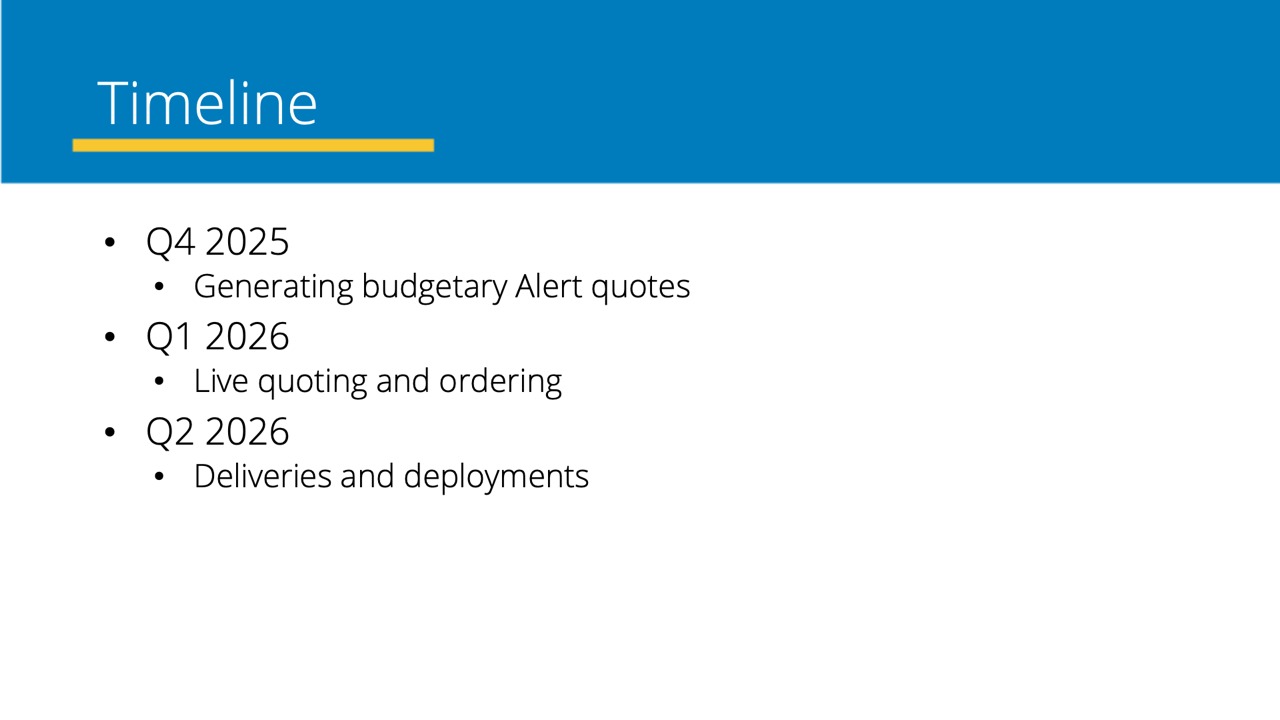 Timeline
• Q4 2025
• Generating budgetary Alert quotes
• Q1 2026
• Live quoting and ordering
• Q2 2026
• Deliveries and deployments